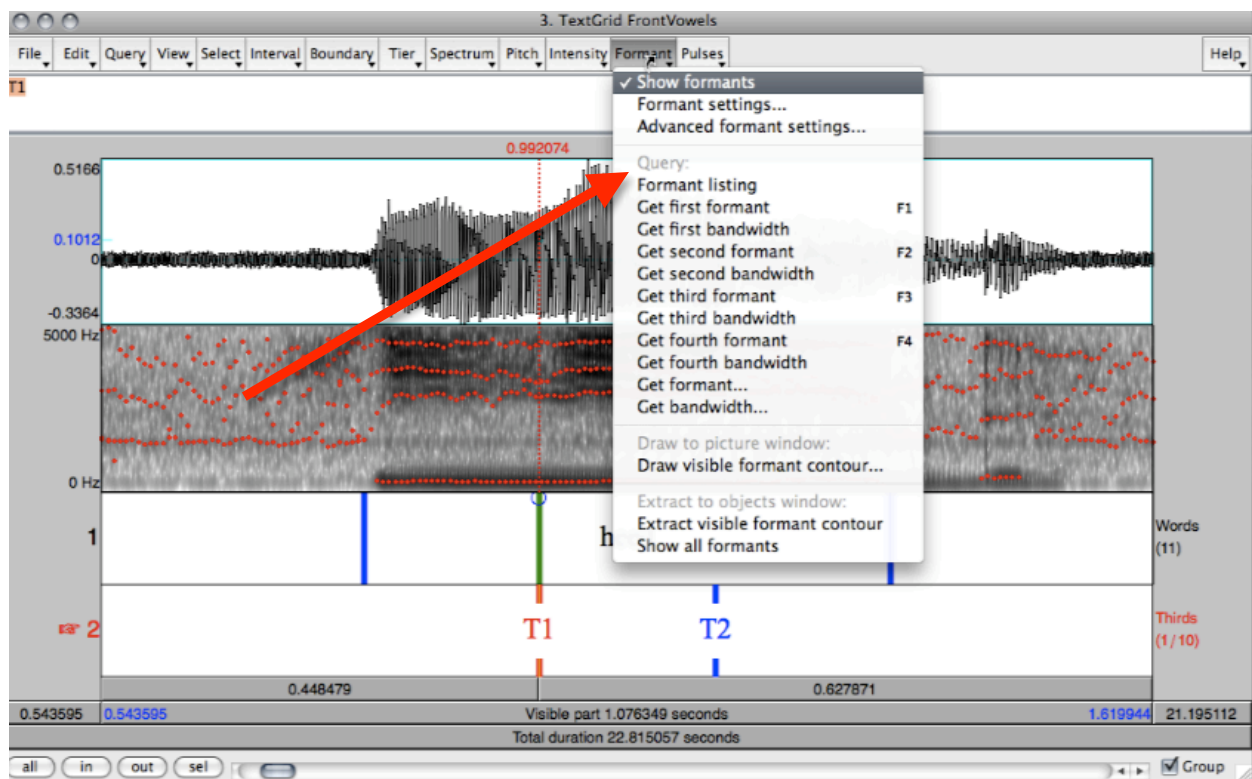 3. TextGrid FrontVowels
File Edit Query View Select Interval Boundary Tier Spectrum Pitch Intensity Formant Pulses Help
T1
✓ Show formants
Formant settings...
Advanced formant settings...
Query:
Formant listing
Get first formant F1
Get first bandwidth
Get second formant F2
Get second bandwidth
Get third formant F3
Get third bandwidth
Get fourth formant F4
Get fourth bandwidth
Get formant...
Get bandwidth...
Draw to picture window:
Draw visible formant contour...
Extract to objects window:
Extract visible formant contour
Show all formants
0.992074
0.5166
0.1012
0
-0.3364
5000 Hz
0 Hz
1
Words
(11)
2 T1 T2
Thirds
(1/10)
0.448479 0.627871
0.543595 0.543595 Visible part 1.076349 seconds 1.619944 21.195112
Total duration 22.815057 seconds
all in out sel Group